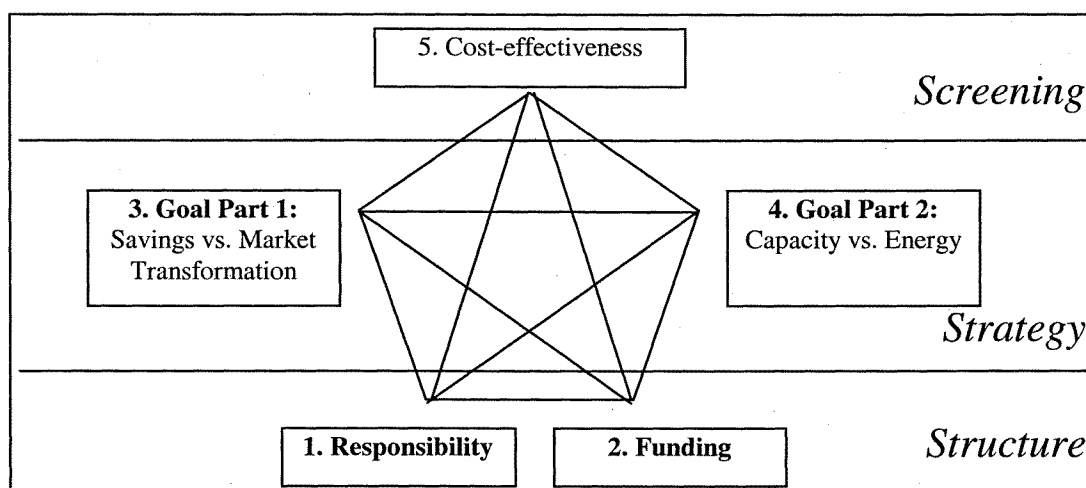 5. Cost-effectiveness
Screening
3. Goal Part 1:
Savings vs. Market
Transformation
4. Goal Part 2:
Capacity vs. Energy
Strategy
1. Responsibility
2. Funding
Structure